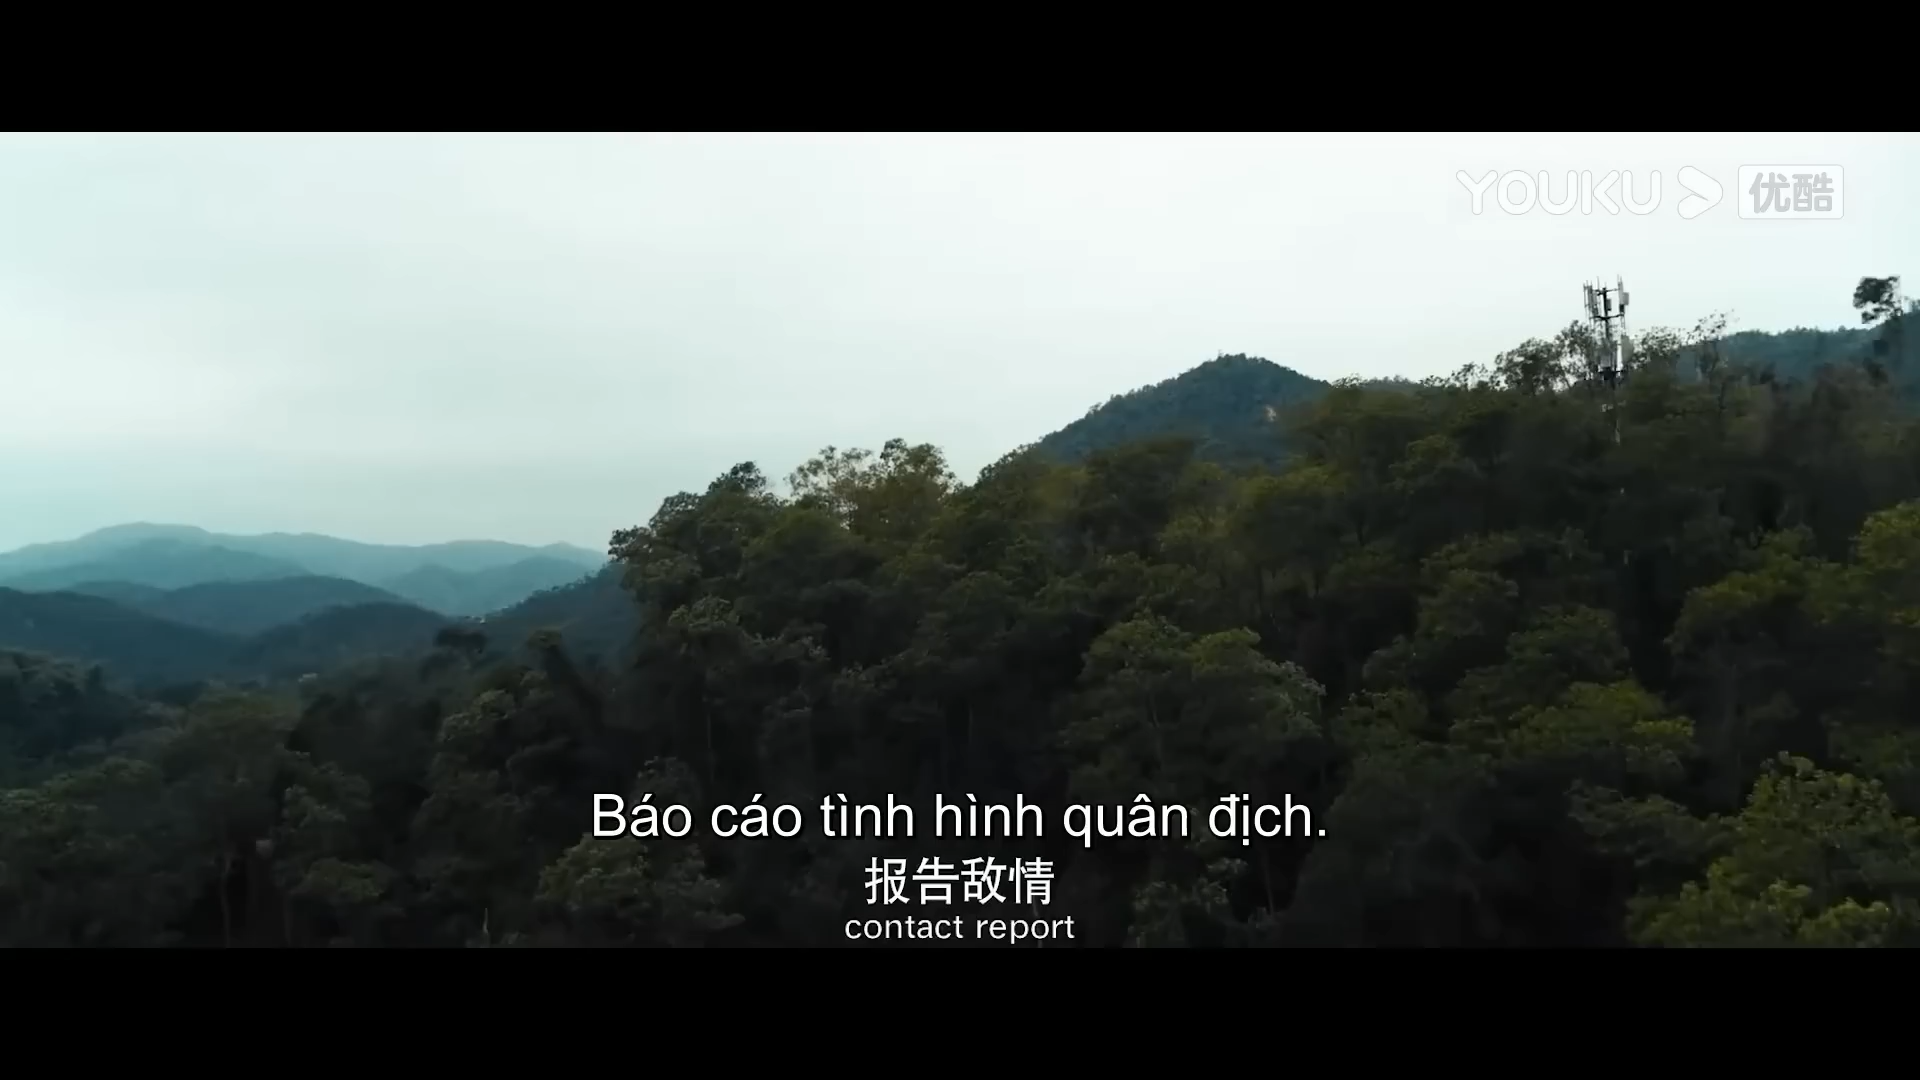 YOUKU 优酷
Báo cáo tình hình quân địch.
报告敌情
contact report